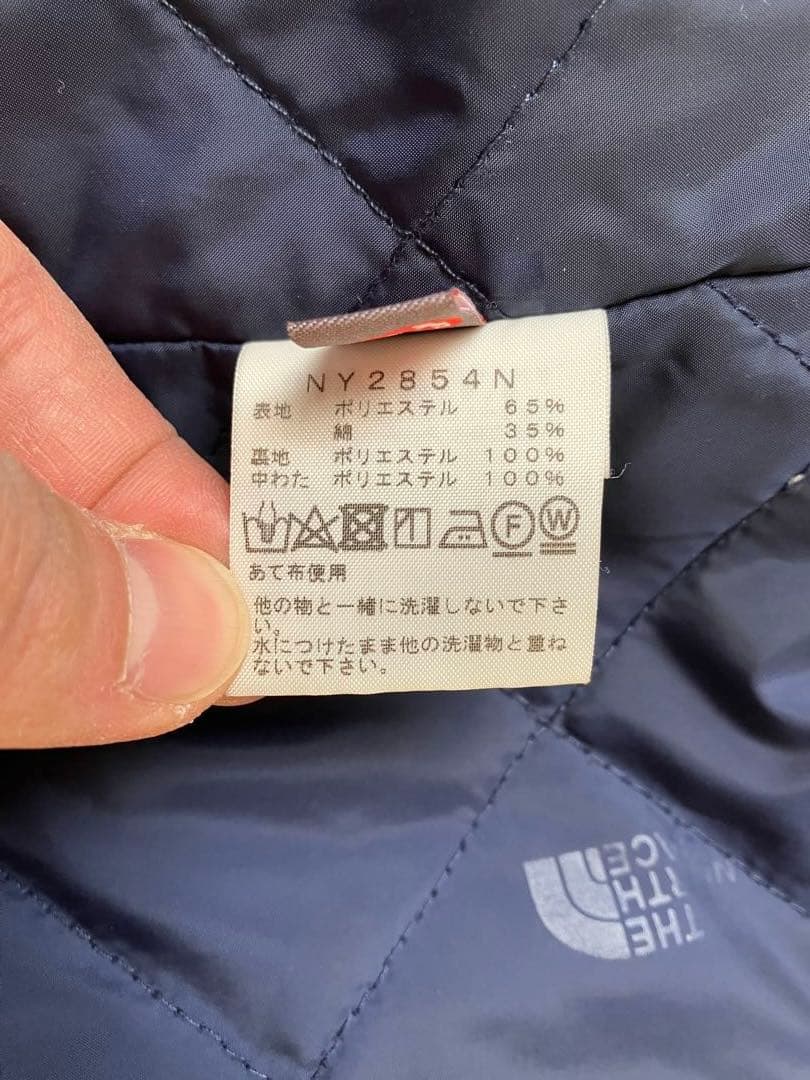 NY2854N
表地 ポリエステル 65%
綿 35%
裏地 ポリエステル 100%
中わた ポリエステル 100%
F W
あて布使用
他の物と一緒に洗濯しないで下さ
い。
水につけたまま他の洗濯物と重ね
ないで下さい。
THE